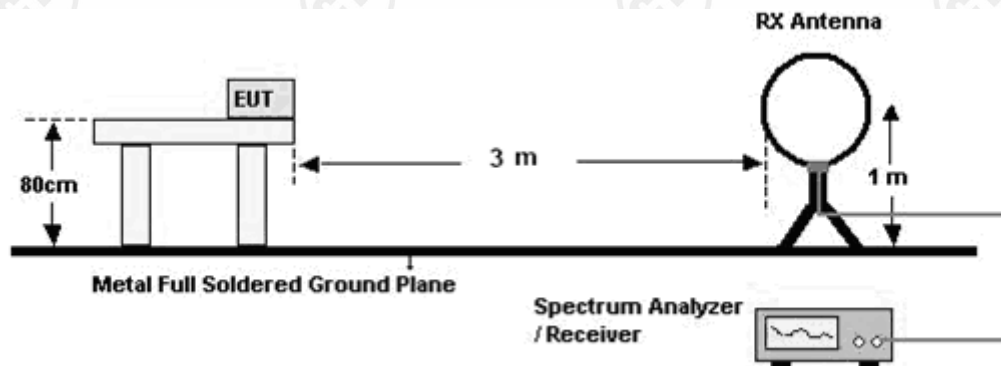 RX Antenna
EUT
3 m
80cm
1 m
Metal Full Soldered Ground Plane
Spectrum Analyzer
/ Receiver